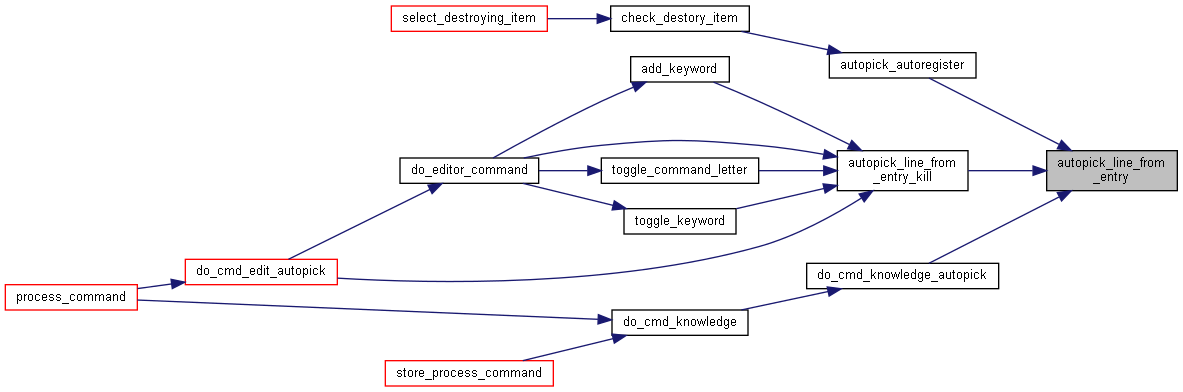 select_destroying_item
check_destory_item
autopick_autoregister
add_keyword
do_editor_command
toggle_command_letter
autopick_line_from
_entry_kill
autopick_line_from
_entry
toggle_keyword
do_cmd_edit_autopick
do_cmd_knowledge_autopick
process_command
do_cmd_knowledge
store_process_command